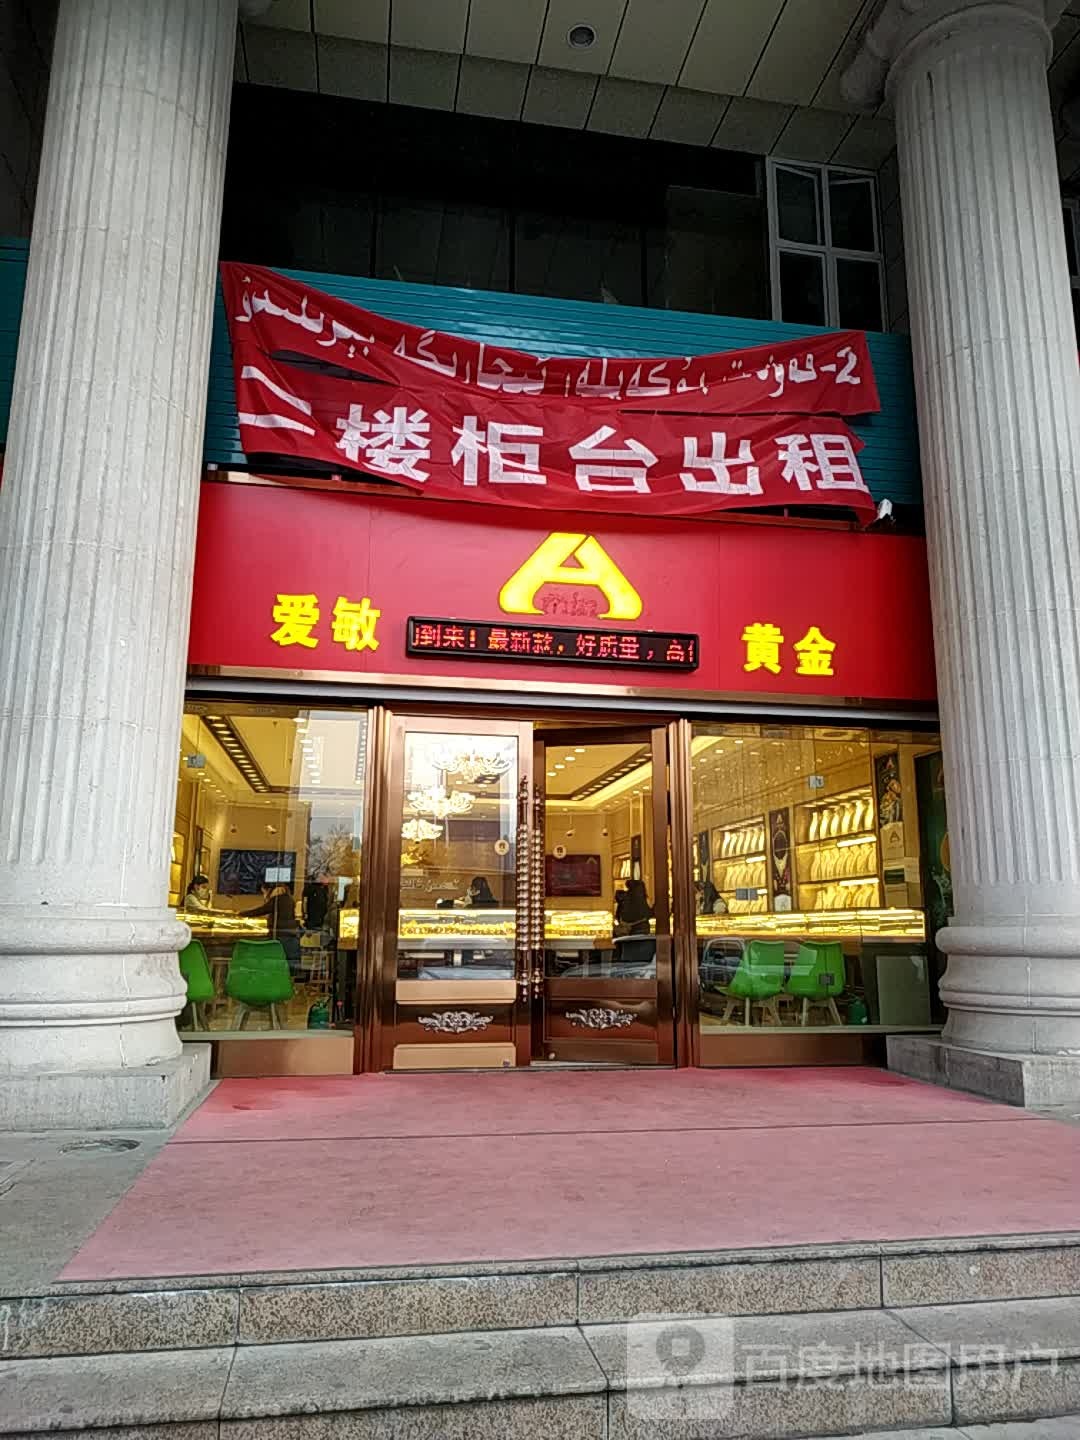 2-قەۋەت پوكەيلەر ئىجارىگە بېرىلىدۇ
二楼柜台出租
爱敏
黄金
到来！最新款，好质量，高
百度地图用户